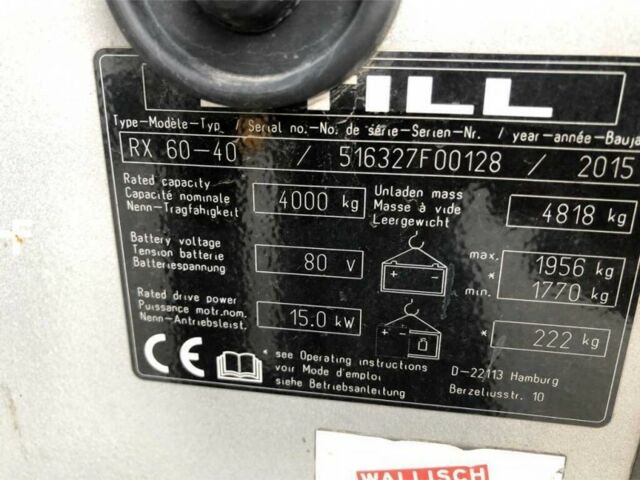 ILL
Type-Modèle-Typ / Serial no.-No. de série-Serien-Nr. / year-année-Bauja
RX 60-40 / 516327F00128 / 2015
Rated capacity
Capacité nominale
Nenn-Tragfähigkeit
4000 kg
Unladen mass
Masse à vide
Leergewicht
4818 kg
Battery voltage
Tension batterie
Batteriespannung
80 V
max. 1956 kg
*
min. 1770 kg
Rated drive power
Puissance motr.nom.
Nenn-Antriebsleist.
15.0 kW
* 222 kg
CE
* see Operating instructions
voir Mode d'emploi
siehe Betriebsanleitung
D-22113 Hamburg
Berzeliusstr. 10
WALLISCH